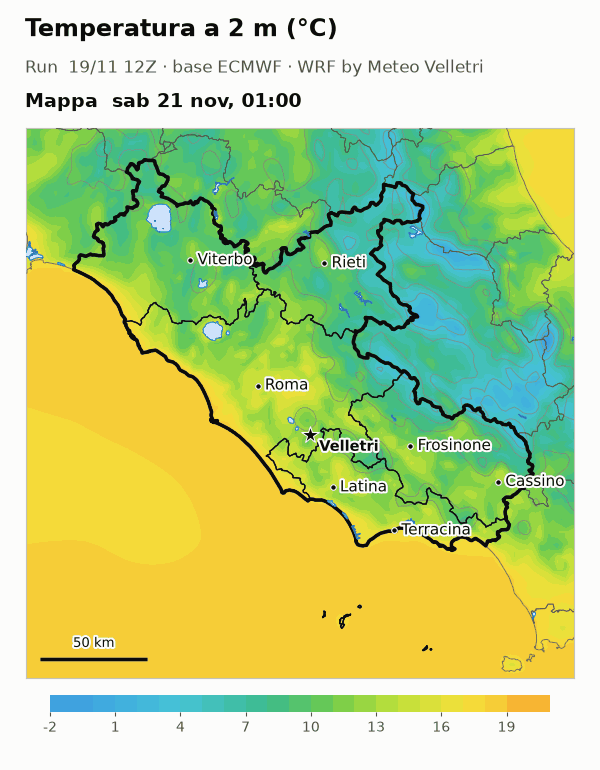 Temperatura a 2 m (°C)
Run  19/11 12Z · base ECMWF · WRF by Meteo Velletri
Mappa  sab 21 nov, 01:00
Viterbo
Rieti
Roma
Velletri
Frosinone
Latina
Cassino
Terracina
50 km
-2 1 4 7 10 13 16 19